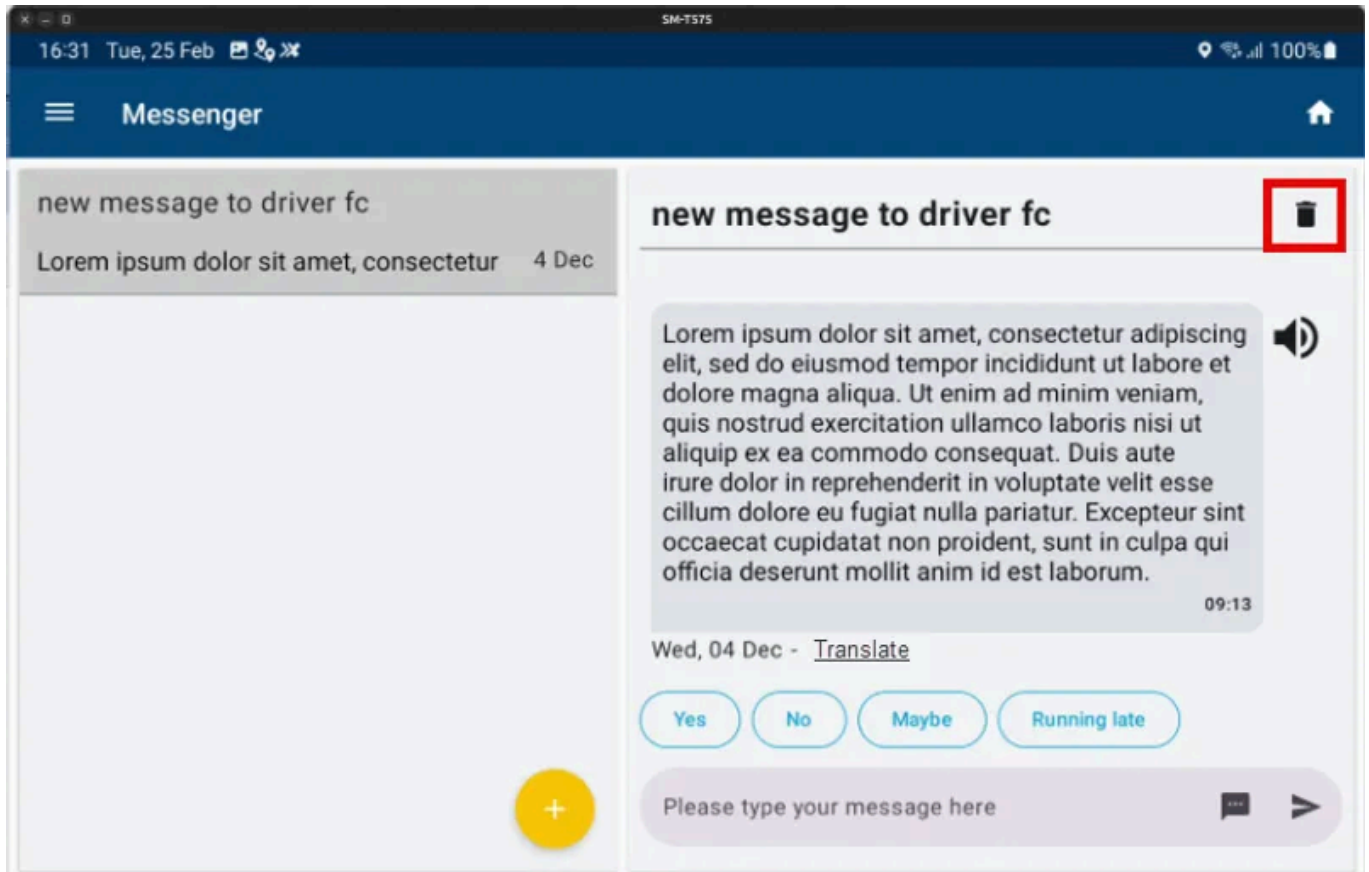 SM-T575
16:31 Tue, 25 Feb
100%
Messenger
new message to driver fc
Lorem ipsum dolor sit amet, consectetur 4 Dec
new message to driver fc
Lorem ipsum dolor sit amet, consectetur adipiscing
elit, sed do eiusmod tempor incididunt ut labore et
dolore magna aliqua. Ut enim ad minim veniam,
quis nostrud exercitation ullamco laboris nisi ut
aliquip ex ea commodo consequat. Duis aute
irure dolor in reprehenderit in voluptate velit esse
cillum dolore eu fugiat nulla pariatur. Excepteur sint
occaecat cupidatat non proident, sunt in culpa qui
officia deserunt mollit anim id est laborum.
09:13
Wed, 04 Dec - Translate
Yes
No
Maybe
Running late
Please type your message here